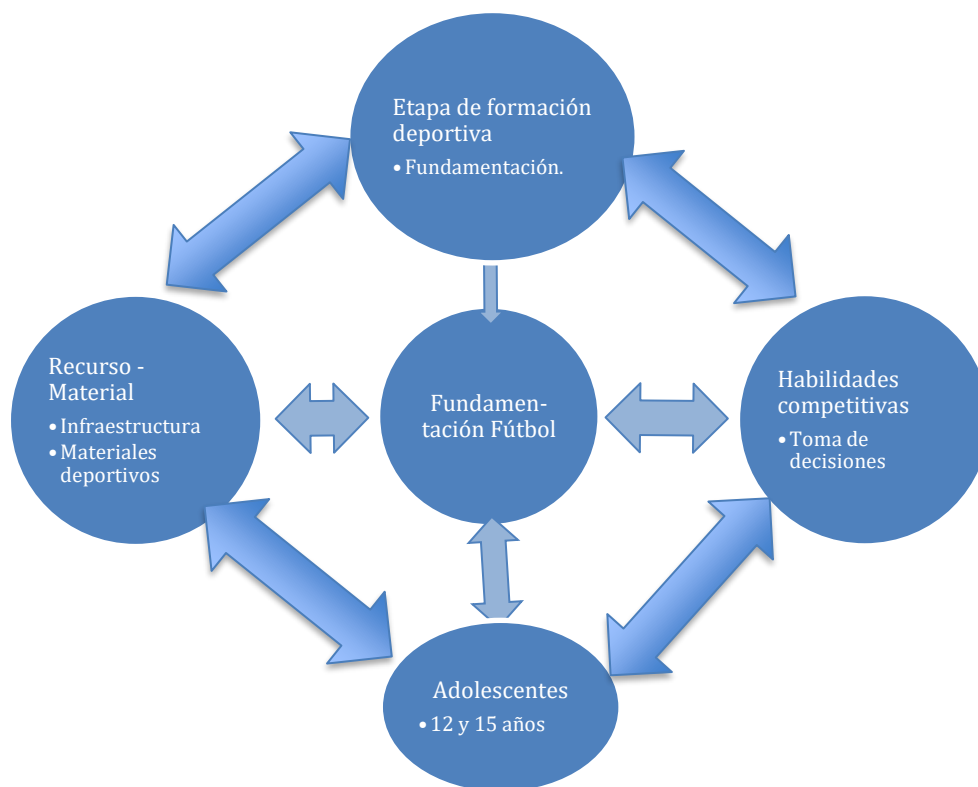 Etapa de formación
deportiva
• Fundamentación.
Recurso -
Material
• Infraestructura
• Materiales
deportivos
Fundamen-
tación Fútbol
Habilidades
competitivas
• Toma de
decisiones
Adolescentes
• 12 y 15 años